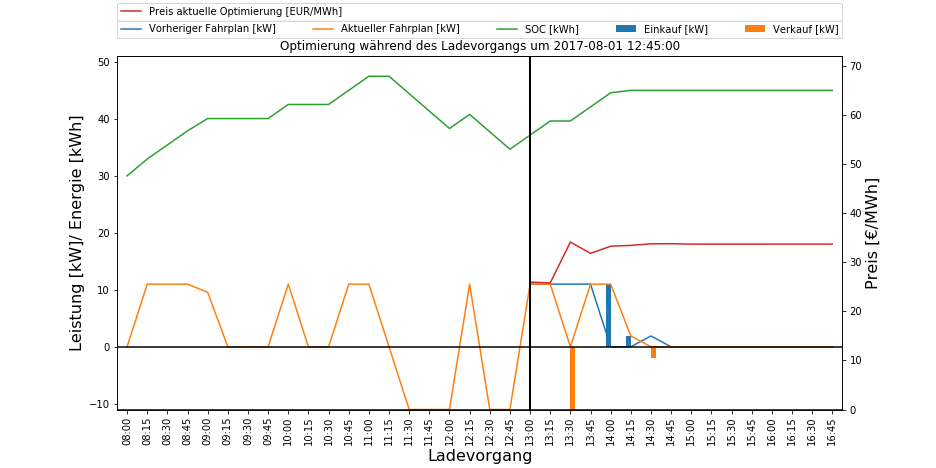 Preis aktuelle Optimierung [EUR/MWh]
Vorheriger Fahrplan [kW] Aktueller Fahrplan [kW] SOC [kWh] Einkauf [kW] Verkauf [kW]
Optimierung während des Ladevorgangs um 2017-08-01 12:45:00
Leistung [kW]/ Energie [kWh]
50
40
30
20
10
0
−10
70
60
50
40
30
20
10
0
Preis [€/MWh]
08:00 08:15 08:30 08:45 09:00 09:15 09:30 09:45 10:00 10:15 10:30 10:45 11:00 11:15 11:30 11:45 12:00 12:15 12:30 12:45 13:00 13:15 13:30 13:45 14:00 14:15 14:30 14:45 15:00 15:15 15:30 15:45 16:00 16:15 16:30 16:45
Ladevorgang